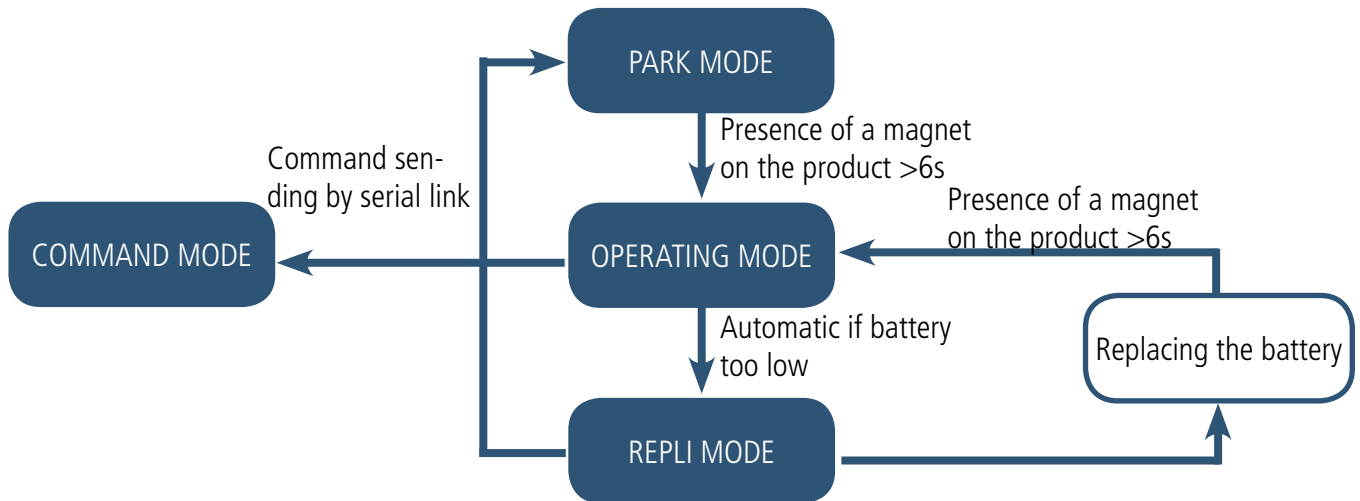 PARK MODE
Presence of a magnet
on the product >6s
Command sen-
ding by serial link
Presence of a magnet
on the product >6s
COMMAND MODE
OPERATING MODE
Automatic if battery
too low
Replacing the battery
REPLI MODE